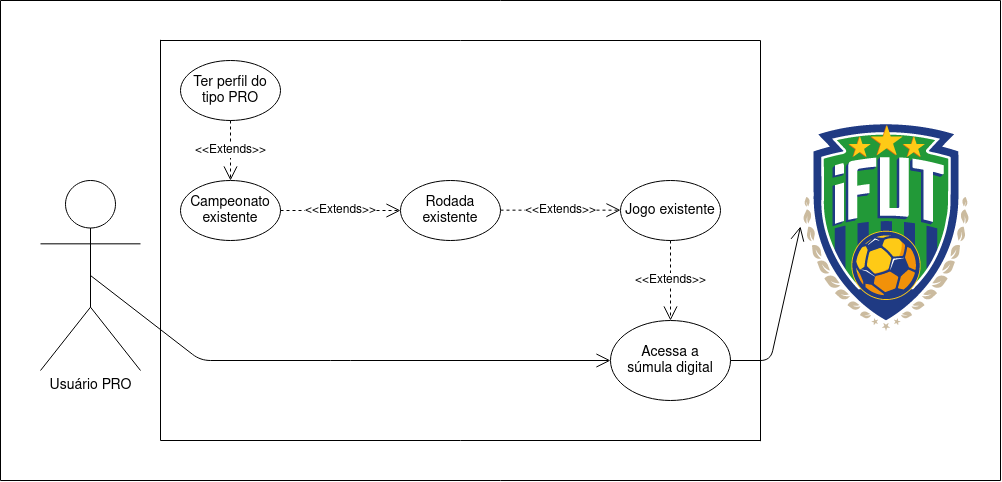 Ter perfil do
tipo PRO
<<Extends>>
Campeonato
existente
<<Extends>>
Rodada
existente
<<Extends>>
Jogo existente
<<Extends>>
Acessa a
súmula digital
Usuário PRO
iFUT